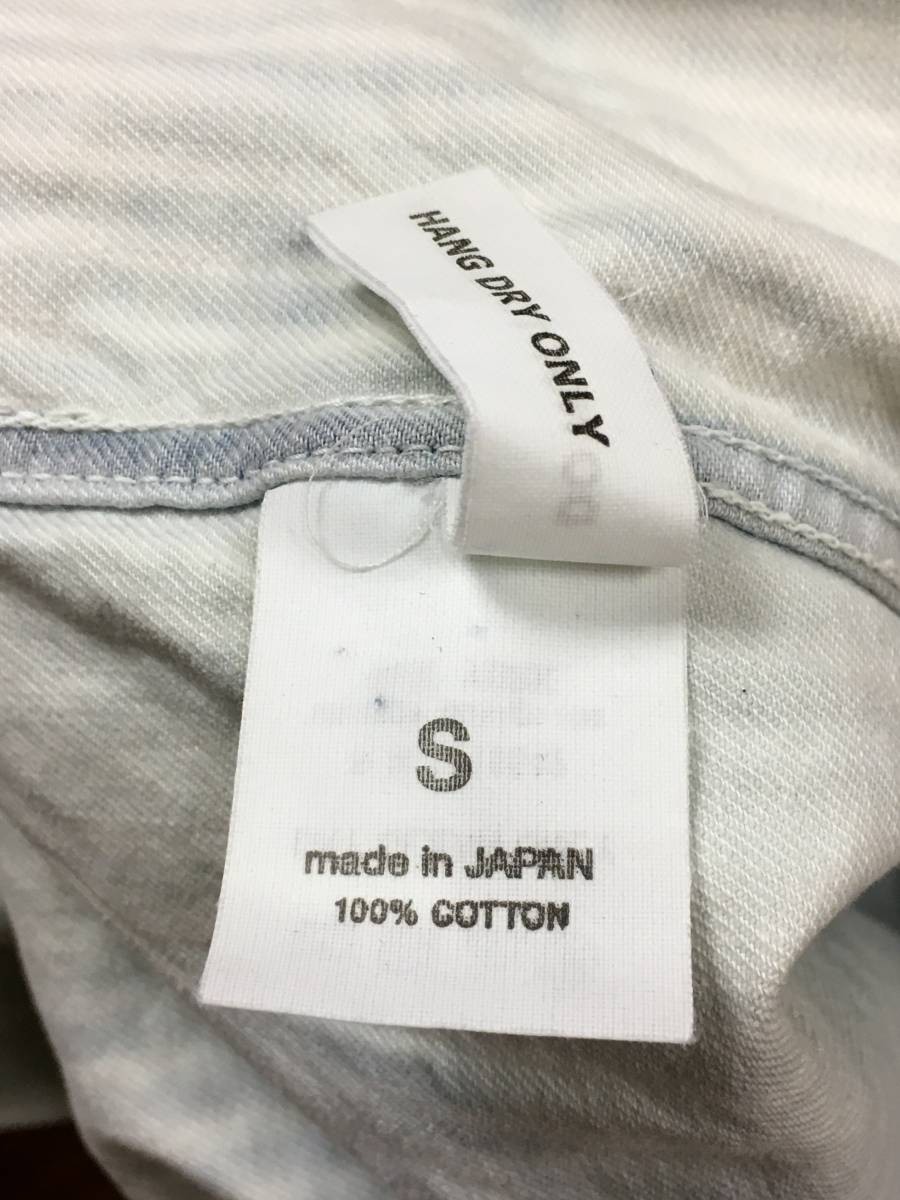 HANG DRY ONLY
S
made in JAPAN
100% COTTON